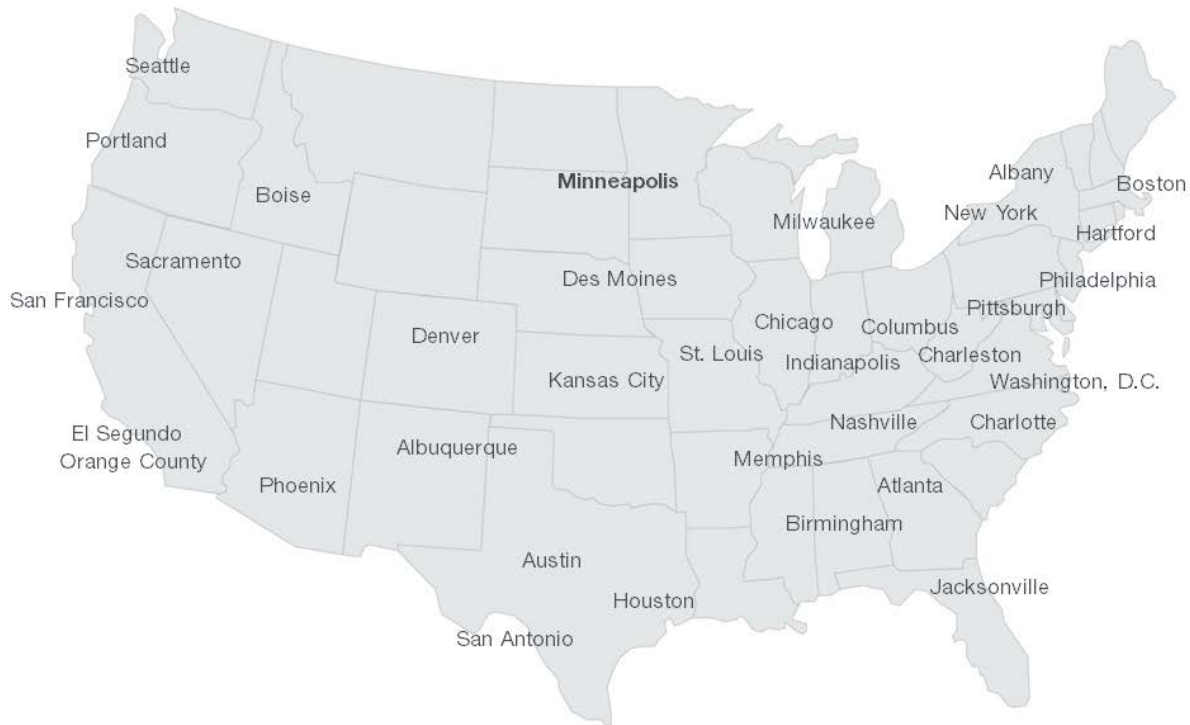 Seattle
Portland
Boise
Minneapolis
Albany
Boston
New York
Milwaukee
Hartford
Sacramento
Des Moines
Philadelphia
San Francisco
Pittsburgh
Chicago
Columbus
Denver
St. Louis
Indianapolis
Charleston
Kansas City
Washington, D.C.
Nashville
Charlotte
El Segundo
Orange County
Albuquerque
Memphis
Phoenix
Atlanta
Birmingham
Austin
Jacksonville
Houston
San Antonio